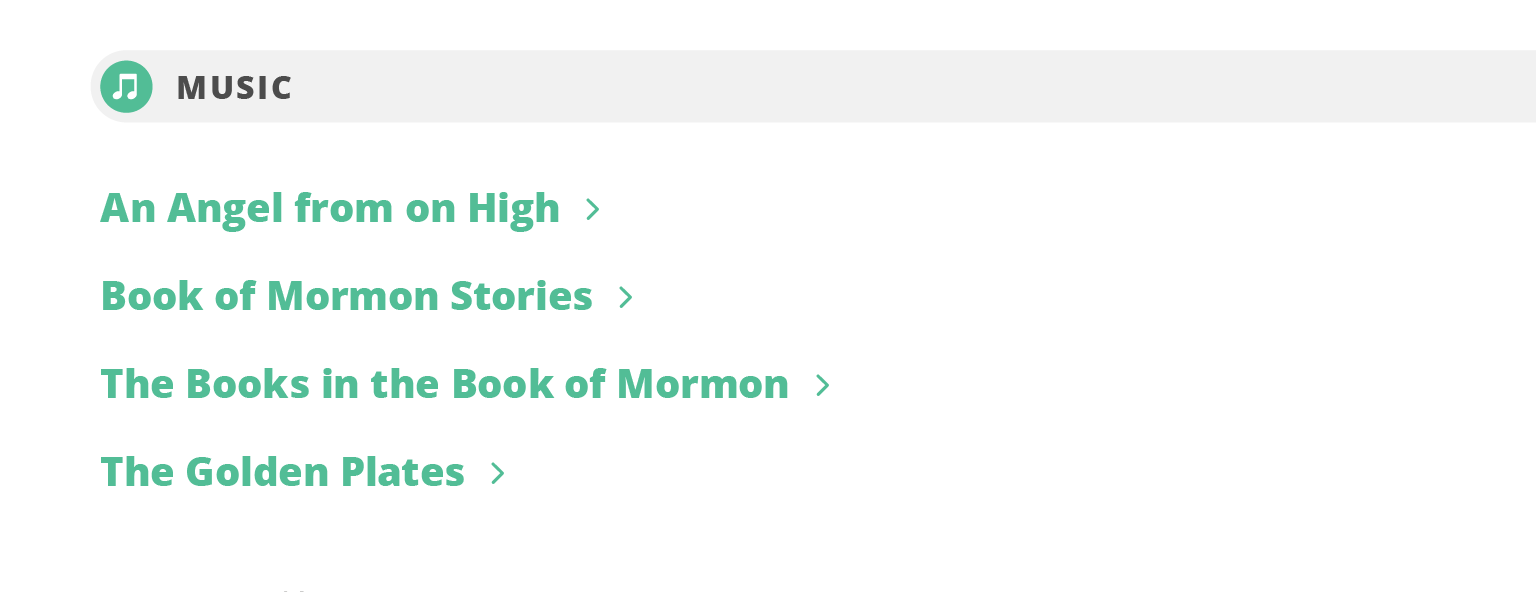 MUSIC
An Angel from on High
Book of Mormon Stories
The Books in the Book of Mormon
The Golden Plates